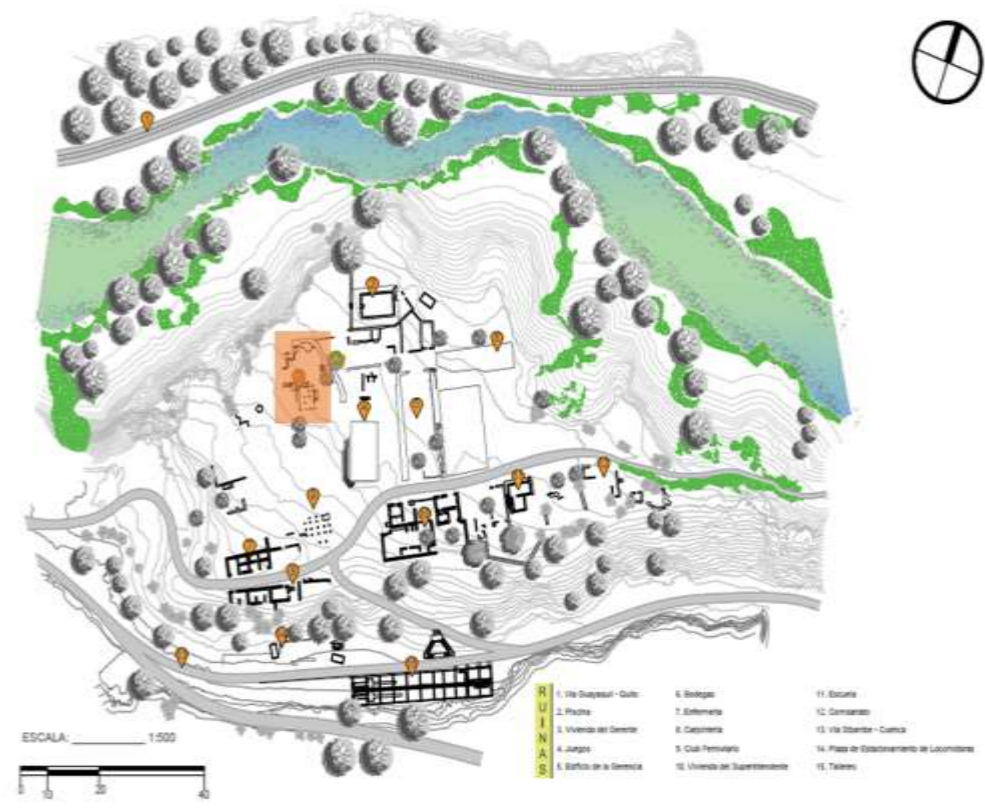 ESCALA: 1:500
0 10 20 40
RUINAS
1. Vía Guayaquil - Quito
2. Piscina
3. Vivienda del Gerente
4. Juegos
5. Edificio de la Gerencia
6. Bodegas
7. Enfermería
8. Carpintería
9. Club Ferroviario
10. Vivienda del Superintendente
11. Escuela
12. Comisariato
13. Vía Sibambe - Cuenca
14. Plaza de Estacionamiento de Locomotoras
15. Talleres